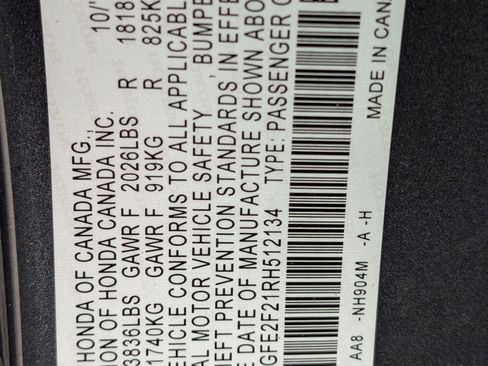 HONDA OF CANADA MFG., 10/
ION OF HONDA CANADA INC.
3836LBS GAWR F 2026LBS R 1818
1740KG GAWR F 919KG R 825K
EHICLE CONFORMS TO ALL APPLICABL
AL MOTOR VEHICLE SAFETY BUMPE
EFT PREVENTION STANDARDS IN EFFE
E DATE OF MANUFACTURE SHOWN ABO
GFE2F21RH512134 TYPE: PASSENGER C
AA8 -NH904M -A -H MADE IN CAN